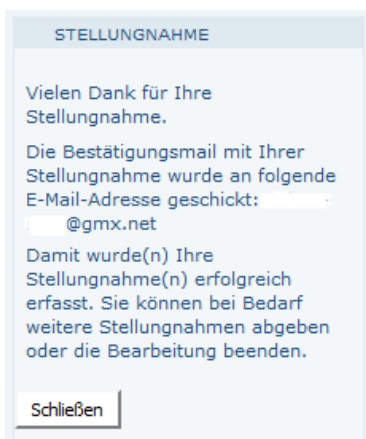 STELLUNGNAHME
Vielen Dank für Ihre
Stellungnahme.
Die Bestätigungsmail mit Ihrer
Stellungnahme wurde an folgende
E-Mail-Adresse geschickt:
@gmx.net
Damit wurde(n) Ihre
Stellungnahme(n) erfolgreich
erfasst. Sie können bei Bedarf
weitere Stellungnahmen abgeben
oder die Bearbeitung beenden.
Schließen